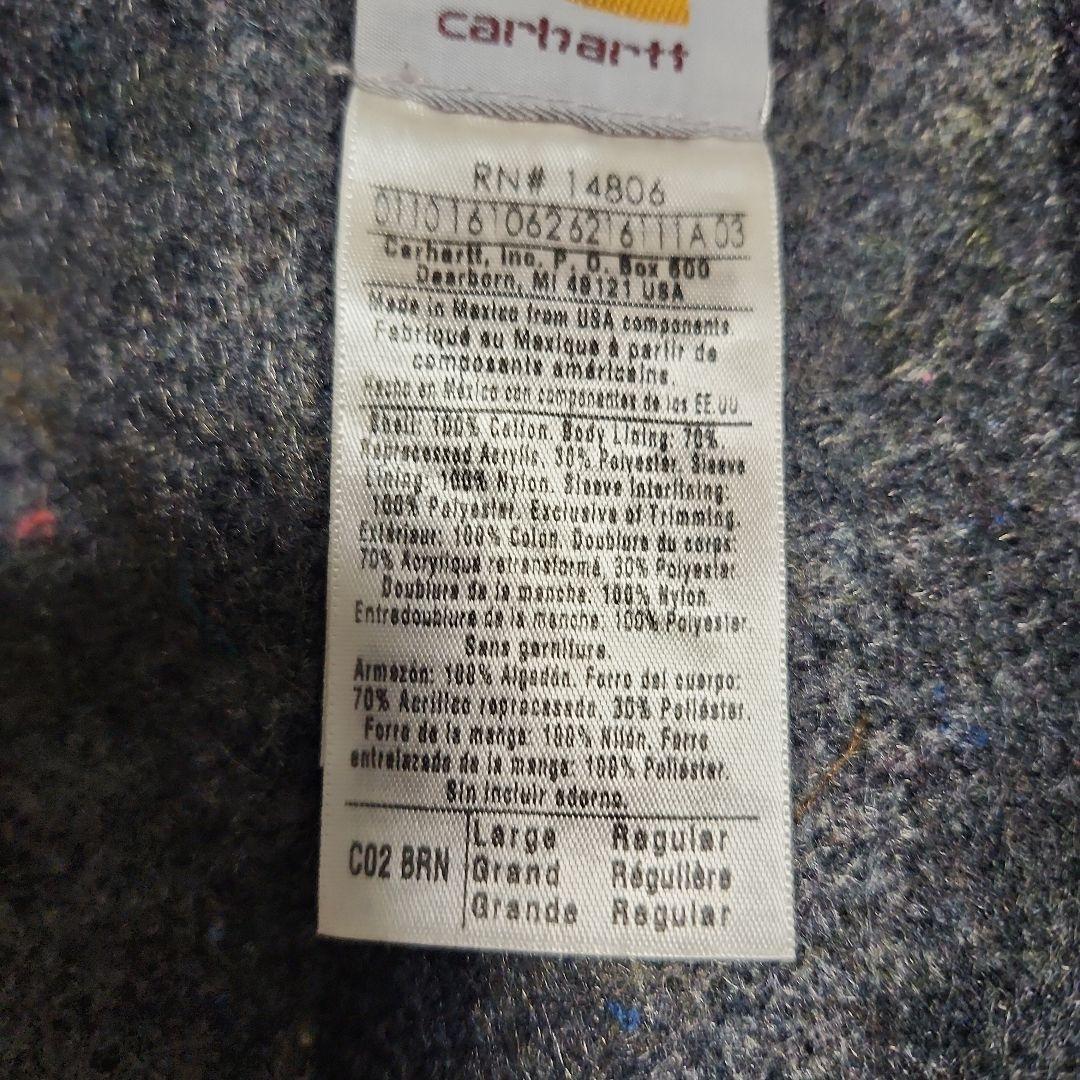 carhartt
RN# 14806
0110161062621611 1A 03
Carhartt, Inc. P. O. Box 600
Dearborn, MI 48121 USA
Made in Mexico from USA components
Fabriqué au Mexique à partir de
composants américains.
Hecho en México con componentes de los EE.UU
Shell: 100% Cotton. Body Lining: 70%
Reprocessed Acrylic, 30% Polyester. Sleeve
Lining: 100% Nylon. Sleeve Interlining:
100% Polyester. Exclusive of Trimming.
Extérieur: 100% Coton. Doublure du corps:
70% Acrylique retransformé, 30% Polyester
Doublure de la manche: 100% Nylon.
Entredoublure de la manche: 100% Polyester.
Sans garniture.
Armazón: 100% Algodón. Forro del cuerpo:
70% Acrílico reprocesado, 30% Poliéster.
Forro de la manga: 100% Nilón. Forro
entrelazado de la manga: 100% Poliéster.
Sin incluir adorno.
C02 BRN
Large Regular
Grand Régulière
Grande Regular